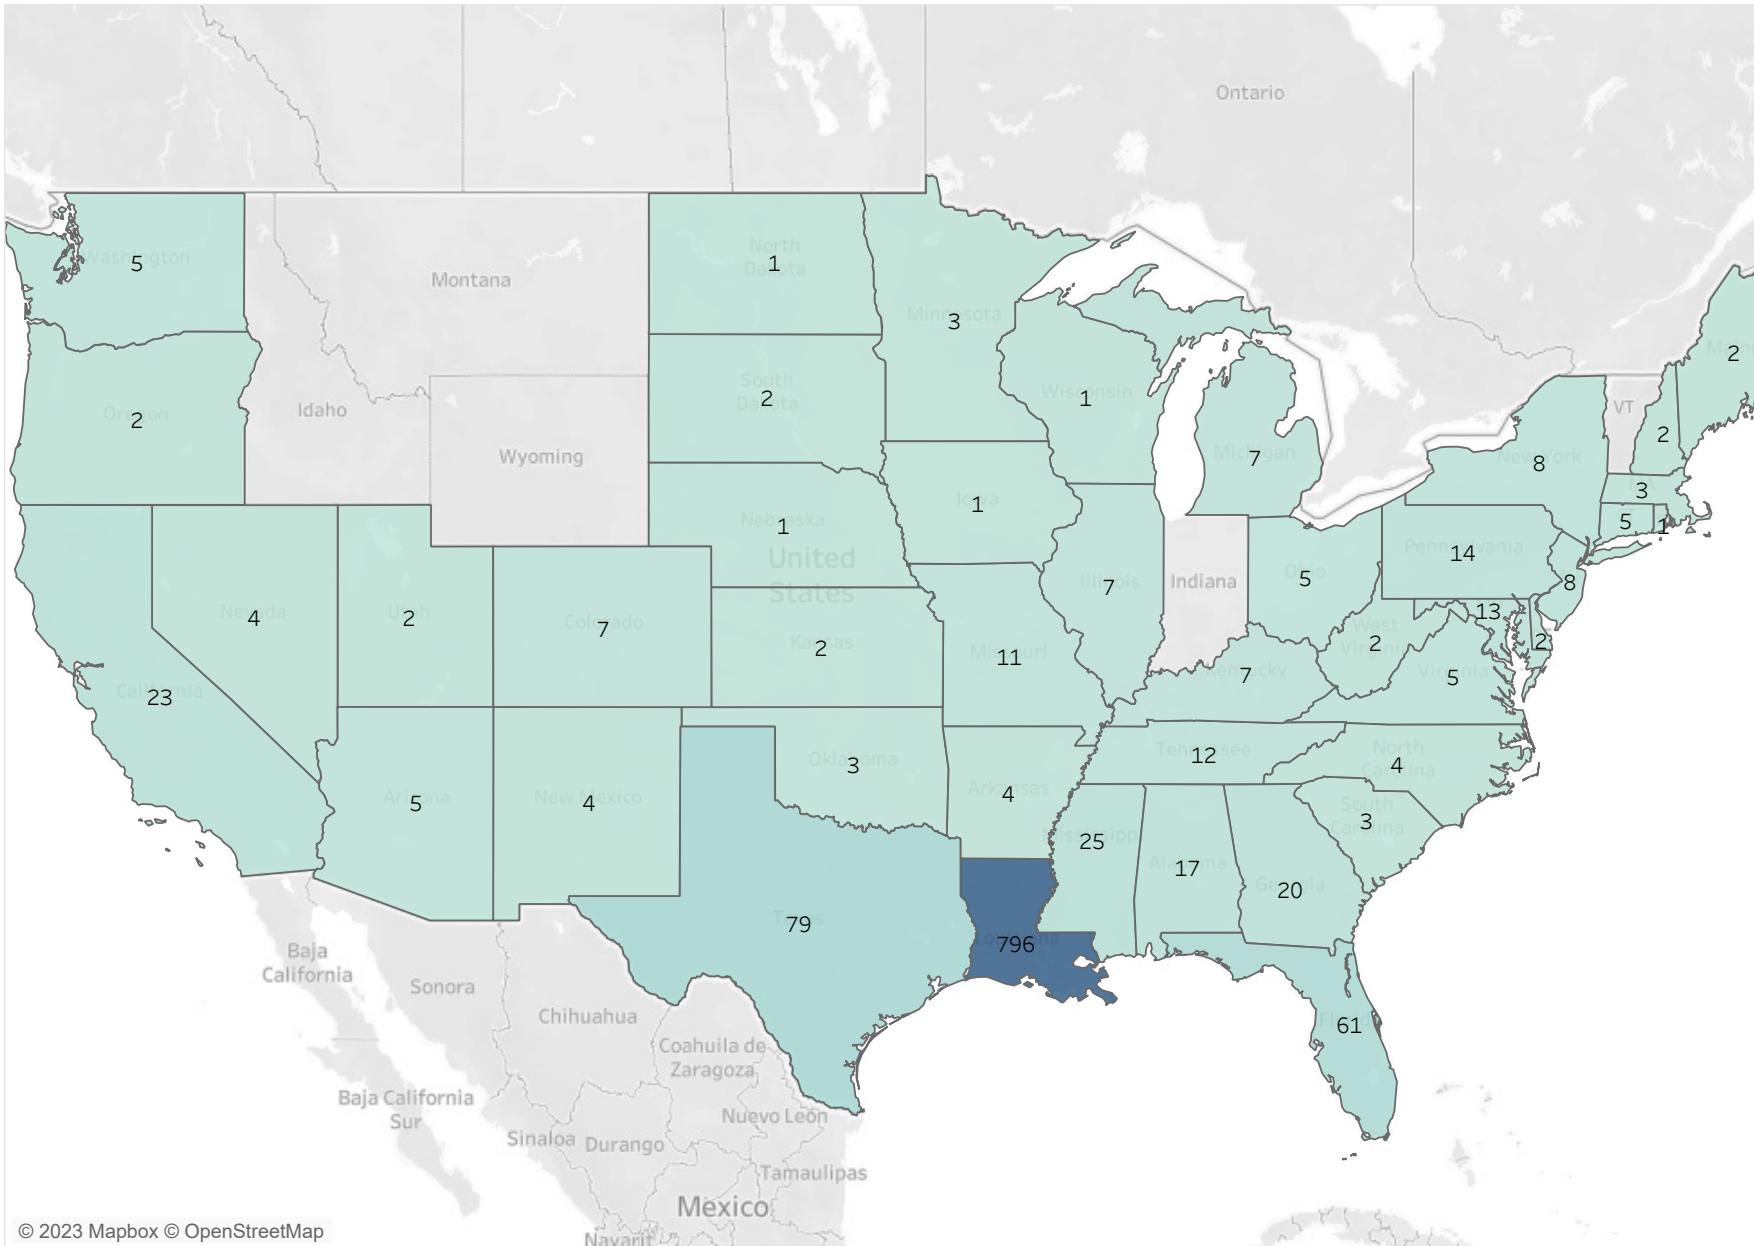 Ontario
Washington
5
North
Dakota
1
Montana
Minnesota
3
Maine
2
South
Dakota
2
Wisconsin
1
Oregon
2
Idaho
VT
2
Wyoming
Michigan
7
New York
8
3
Iowa
1
Nebraska
1
5
1
United
States
Pennsylvania
14
Illinois
7
Indiana
Ohio
5
8
Nevada
4
Utah
2
Colorado
7
Kansas
2
Missouri
11
West
Virginia
2
13
2
Kentucky
7
Virginia
5
California
23
Oklahoma
3
Tennessee
12
North
Carolina
4
Arizona
5
New Mexico
4
Arkansas
4
Mississippi
25
South
Carolina
3
Alabama
17
Georgia
20
Texas
79
Louisiana
796
Baja
California
Sonora
Chihuahua
Florida
61
Coahuila de
Zaragoza
Baja California
Sur
Nuevo León
Sinaloa
Durango
Tamaulipas
Mexico
Nayarit
© 2023 Mapbox © OpenStreetMap